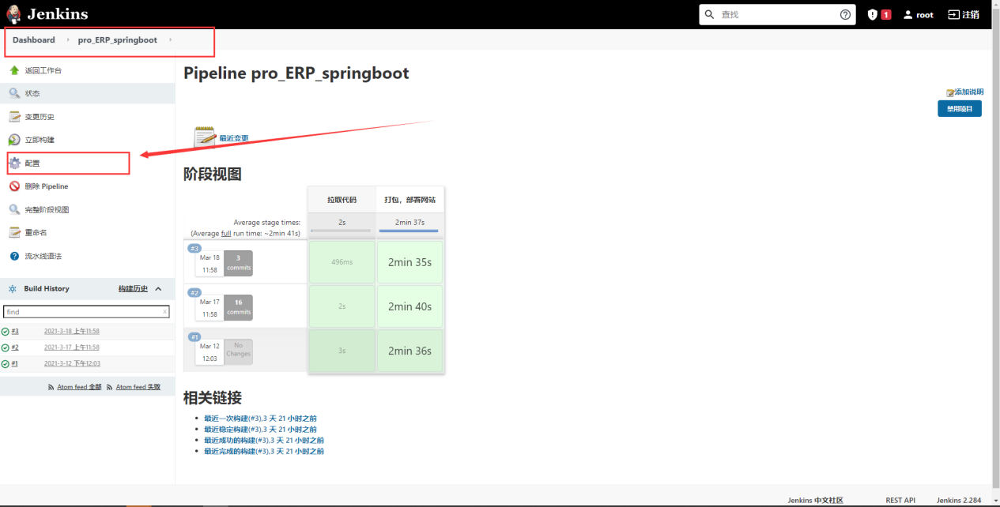 Jenkins
查找
1
root
注销
Dashboard
pro_ERP_springboot
返回工作台
状态
变更历史
立即构建
配置
删除 Pipeline
完整阶段视图
重命名
流水线语法
Build History
构建历史
find
x
#3
2021-3-18 上午11:58
#2
2021-3-17 上午11:58
#1
2021-3-12 下午12:03
Atom feed 全部
Atom feed 失败
Pipeline pro_ERP_springboot
添加说明
禁用项目
最近变更
阶段视图
拉取代码
打包，部署网站
Average stage times:
2s
2min 37s
(Average full run time: ~2min 41s)
#3
Mar 18
11:58
3
commits
496ms
2min 35s
#2
Mar 17
11:58
16
commits
2s
2min 40s
#1
Mar 12
12:03
No
Changes
3s
2min 36s
相关链接
最近一次构建(#3),3 天 21 小时之前
最近稳定构建(#3),3 天 21 小时之前
最近成功的构建(#3),3 天 21 小时之前
最近完成的构建(#3),3 天 21 小时之前
Jenkins 中文社区
REST API
Jenkins 2.284